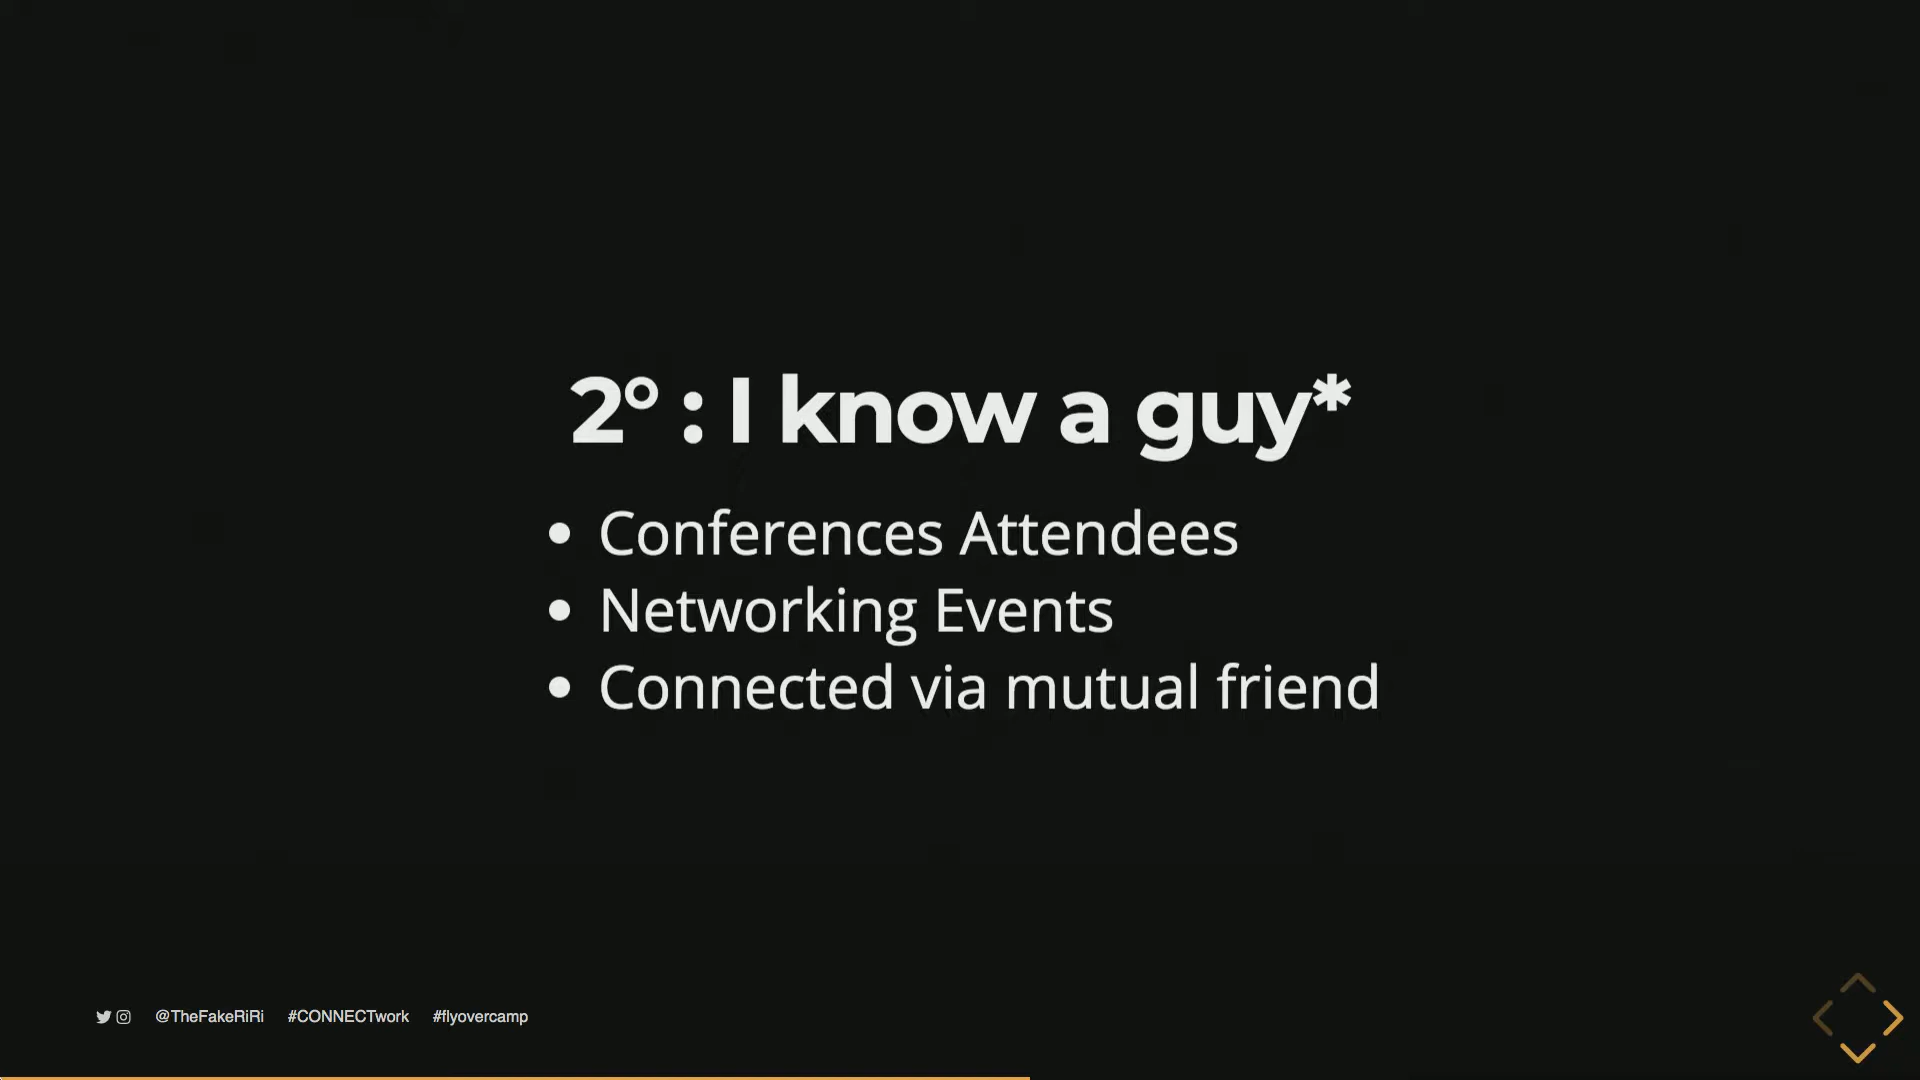 2° : I know a guy*
• Conferences Attendees
• Networking Events
• Connected via mutual friend
@TheFakeRiRi #CONNECTwork #flyovercamp